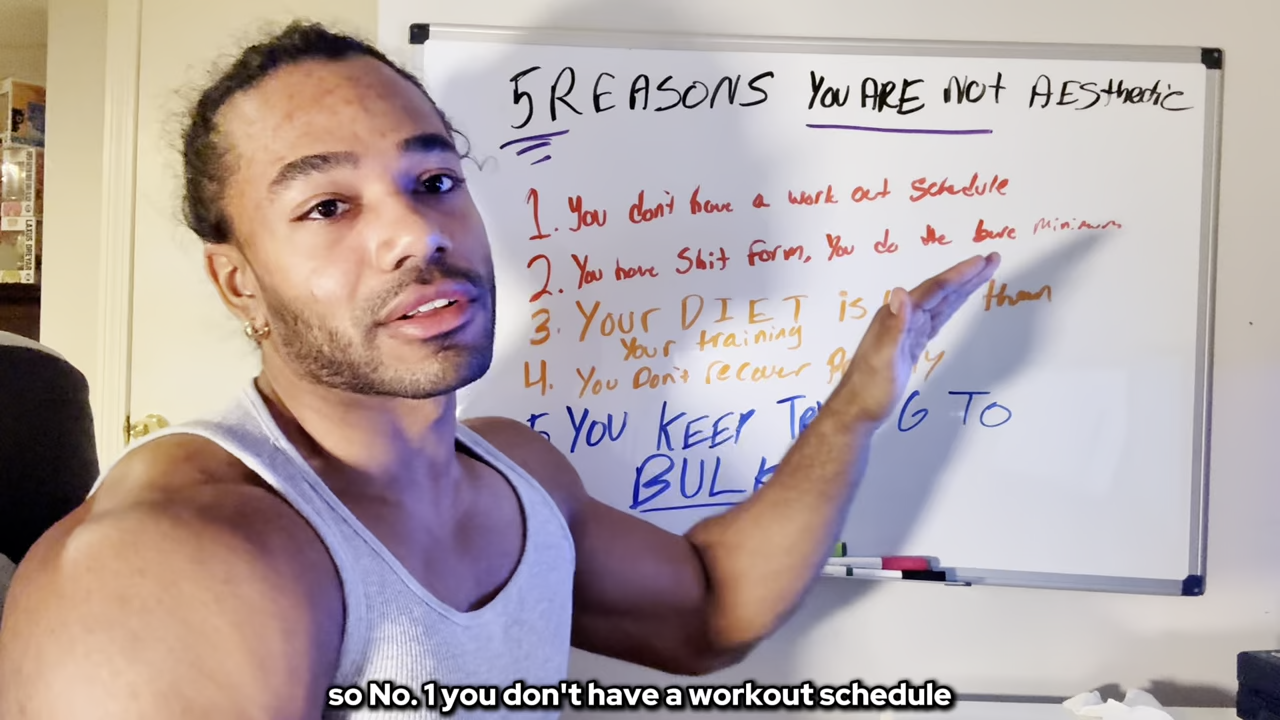 5 REASONS YOU ARE NOT AESthetic
1. You don't have a work out Schedule
2. You have Shit form, You do the bare Minimum
3. Your DIET is than
Your training
4. You Don't recover
5 YOU KEEP TO
BULK
so No. 1 you don't have a workout schedule